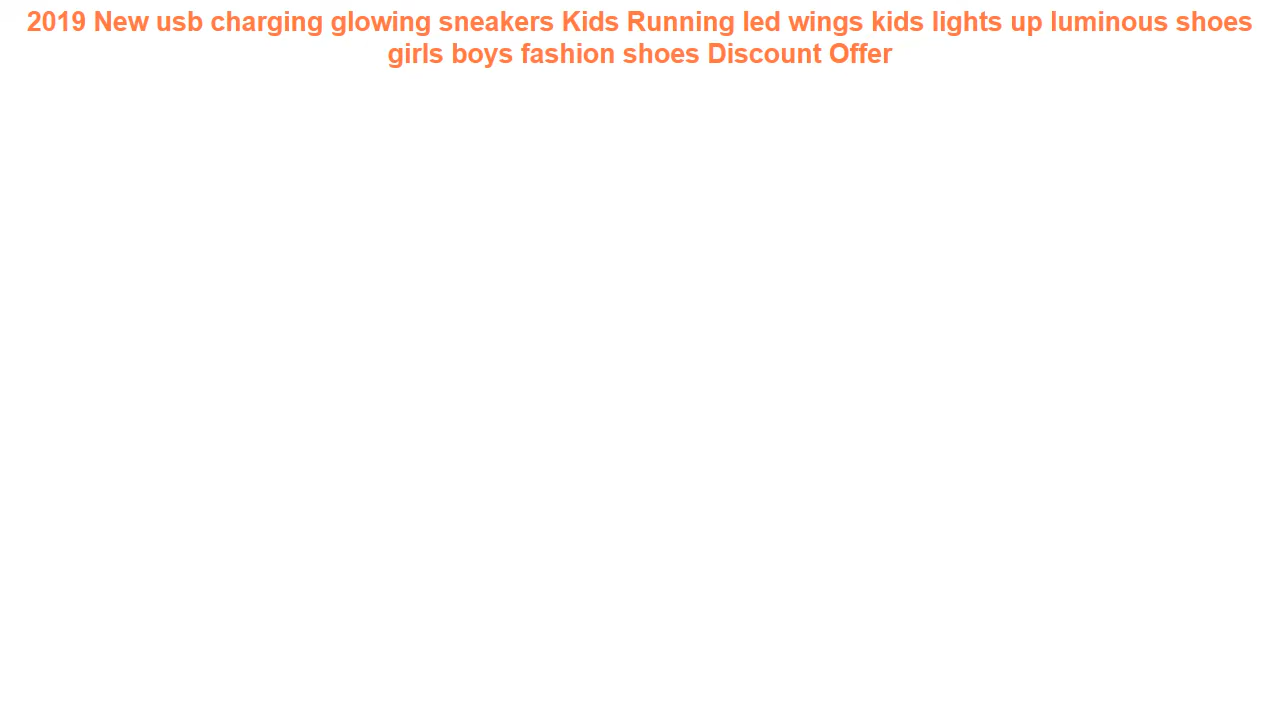 2019 New usb charging glowing sneakers Kids Running led wings kids lights up luminous shoes
girls boys fashion shoes Discount Offer